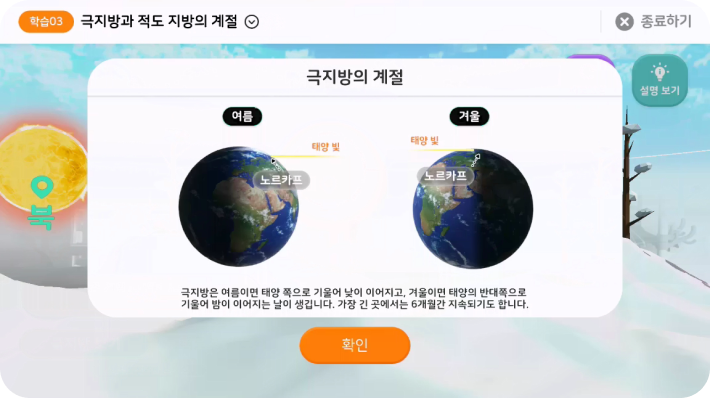 학습03 극지방과 적도 지방의 계절 종료하기
극지방의 계절
설명 보기
여름 겨울
태양 빛 태양 빛
노르카프 노르카프
북
극지방은 여름이면 태양 쪽으로 기울어 낮이 이어지고, 겨울이면 태양의 반대쪽으로
기울어 밤이 이어지는 날이 생깁니다. 가장 긴 곳에서는 6개월간 지속되기도 합니다.
확인